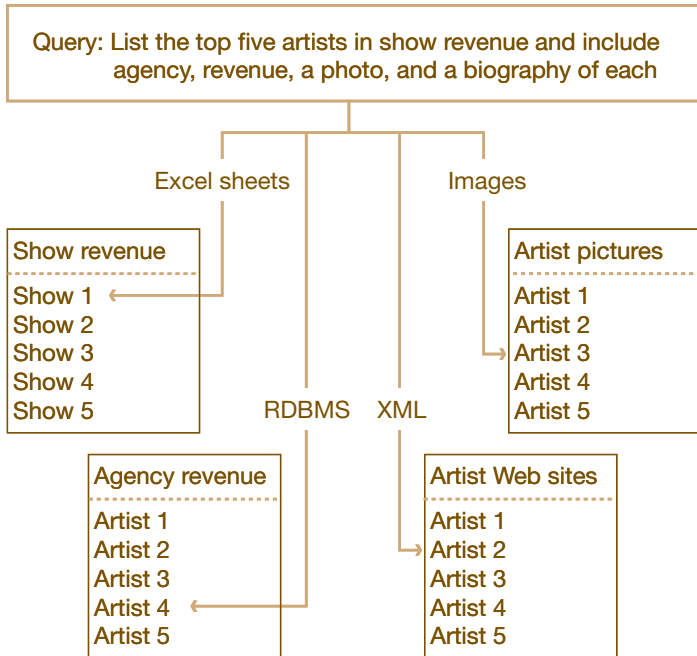 Query: List the top five artists in show revenue and include
agency, revenue, a photo, and a biography of each
Excel sheets
Images
Show revenue
Show 1
Show 2
Show 3
Show 4
Show 5
Artist pictures
Artist 1
Artist 2
Artist 3
Artist 4
Artist 5
RDBMS
XML
Agency revenue
Artist 1
Artist 2
Artist 3
Artist 4
Artist 5
Artist Web sites
Artist 1
Artist 2
Artist 3
Artist 4
Artist 5